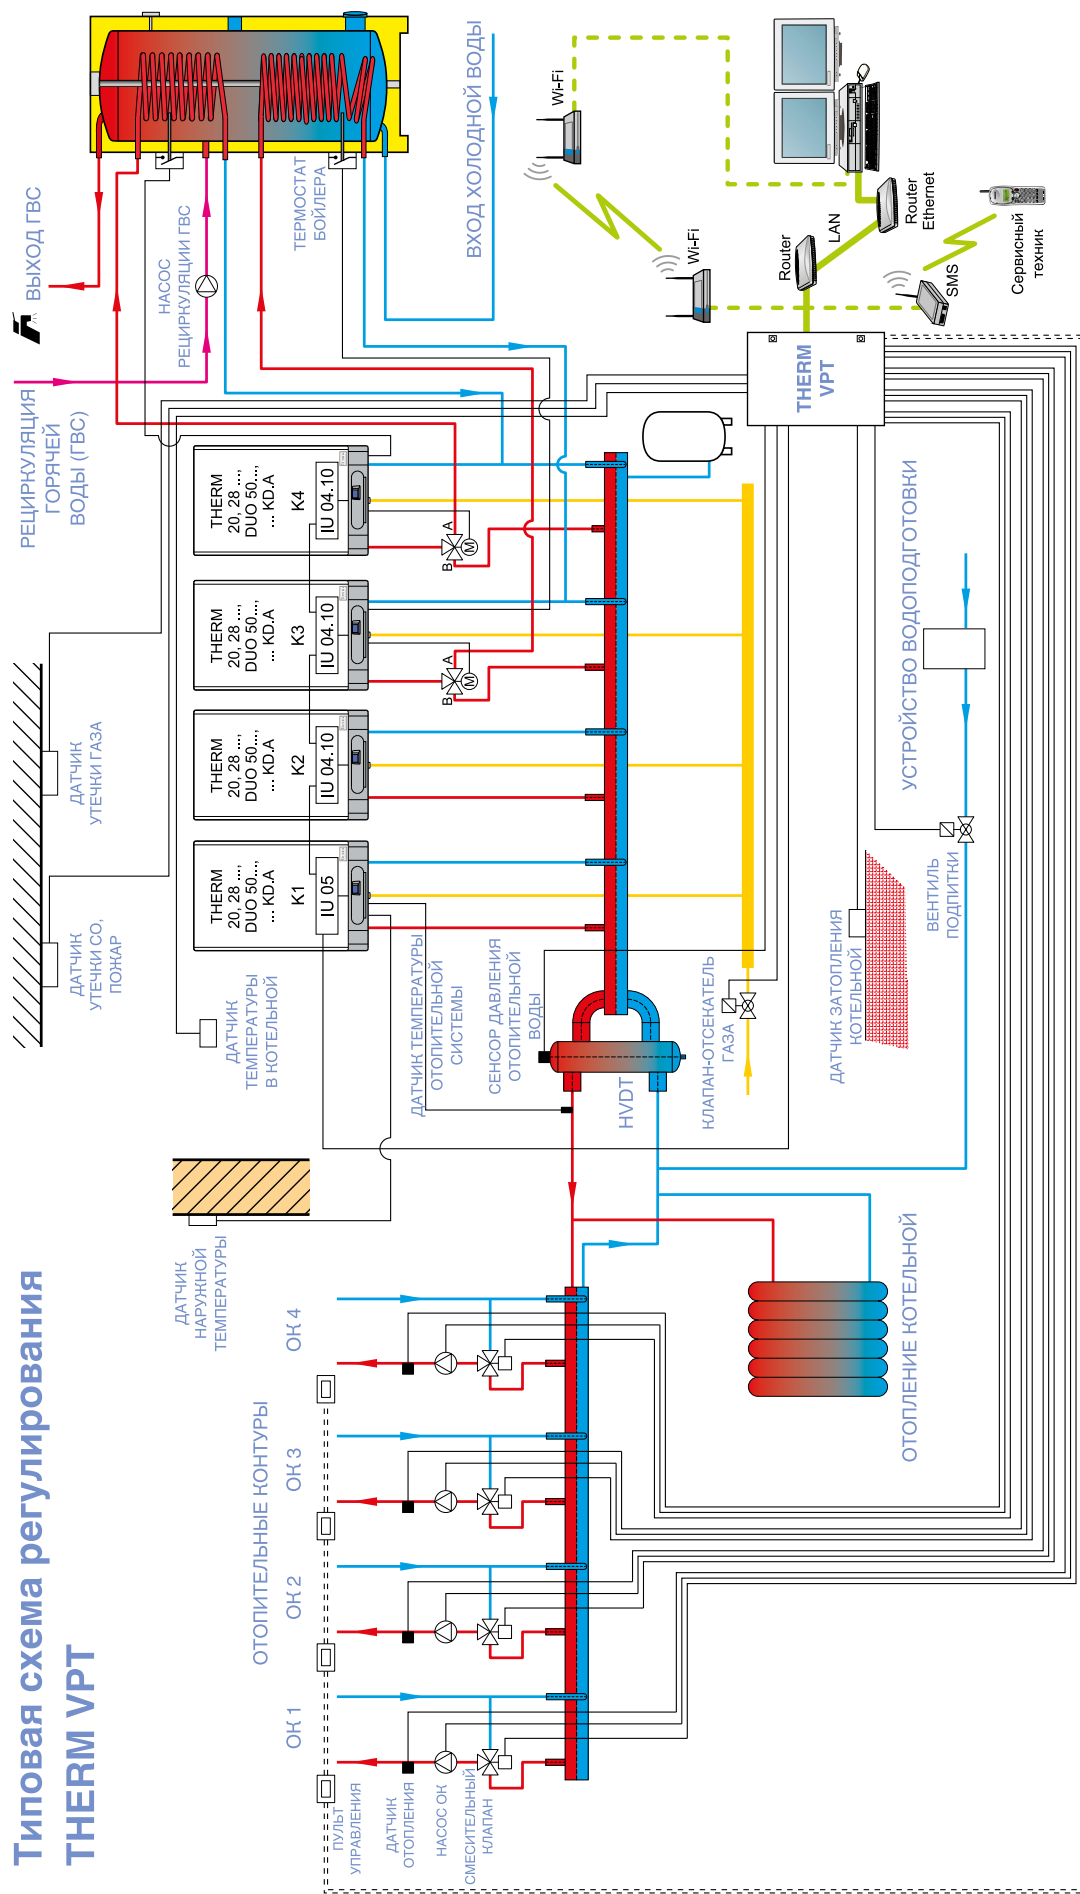 Типовая схема регулирования
THERM VPT
ОТОПИТЕЛЬНЫЕ КОНТУРЫ
ОК 1
ОК 2
ОК 3
ОК 4
ПУЛЬТ
УПРАВЛЕНИЯ
ДАТЧИК
ОТОПЛЕНИЯ
НАСОС ОК
СМЕСИТЕЛЬНЫЙ
КЛАПАН
ДАТЧИК
НАРУЖНОЙ
ТЕМПЕРАТУРЫ
ДАТЧИК
УТЕЧКИ СО,
ПОЖАР
ДАТЧИК
УТЕЧКИ ГАЗА
ДАТЧИК
ТЕМПЕРАТУРЫ
В КОТЕЛЬНОЙ
ДАТЧИК ТЕМПЕРАТУРЫ
ОТОПИТЕЛЬНОЙ
СИСТЕМЫ
СЕНСОР ДАВЛЕНИЯ
ОТОПИТЕЛЬНОЙ
ВОДЫ
HVDT
КЛАПАН-ОТСЕКАТЕЛЬ
ГАЗА
ДАТЧИК ЗАТОПЛЕНИЯ
КОТЕЛЬНОЙ
ВЕНТИЛЬ
ПОДПИТКИ
УСТРОЙСТВО ВОДОПОДГОТОВКИ
ОТОПЛЕНИЕ КОТЕЛЬНОЙ
THERM
20, 28 ...,
DUO 50...,
... KD.A
K1
IU 05
THERM
20, 28 ...,
DUO 50...,
... KD.A
K2
IU 04.10
THERM
20, 28 ...,
DUO 50...,
... KD.A
K3
IU 04.10
THERM
20, 28 ...,
DUO 50...,
... KD.A
K4
IU 04.10
B
A
M
B
A
M
РЕЦИРКУЛЯЦИЯ
ГОРЯЧЕЙ
ВОДЫ (ГВС)
ВЫХОД ГВС
НАСОС
РЕЦИРКУЛЯЦИИ ГВС
ТЕРМОСТАТ
БОЙЛЕРА
ВХОД ХОЛОДНОЙ ВОДЫ
THERM
VPT
Wi-Fi
Wi-Fi
Router
LAN
Router
Ethernet
SMS
Сервисный
техник